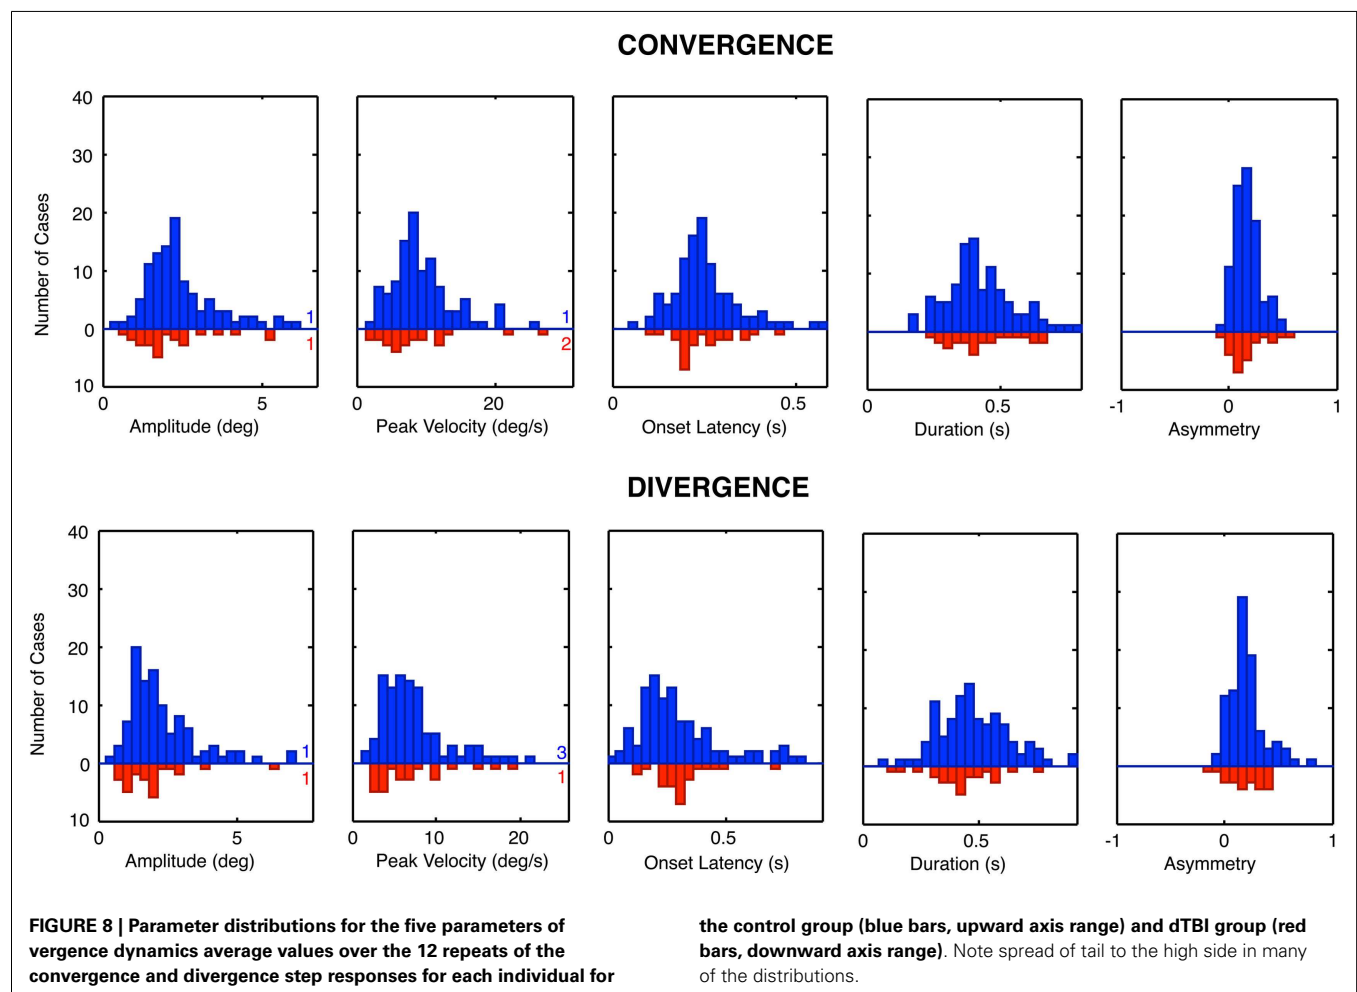 CONVERGENCE
40
30
20
10
0
10
Number of Cases
1
1
1
2
0 5
0 20
0 0.5
0 0.5
-1 0 1
Amplitude (deg)
Peak Velocity (deg/s)
Onset Latency (s)
Duration (s)
Asymmetry
DIVERGENCE
40
30
20
10
0
10
Number of Cases
1
1
3
1
0 5
0 10 20
0 0.5
0 0.5
-1 0 1
Amplitude (deg)
Peak Velocity (deg/s)
Onset Latency (s)
Duration (s)
Asymmetry
FIGURE 8 | Parameter distributions for the five parameters of
vergence dynamics average values over the 12 repeats of the
convergence and divergence step responses for each individual for
the control group (blue bars, upward axis range) and dTBI group (red
bars, downward axis range). Note spread of tail to the high side in many
of the distributions.